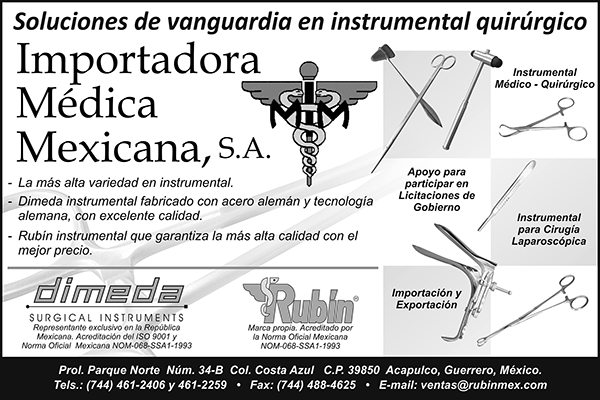 Soluciones de vanguardia en instrumental quirúrgico
Importadora
Médica
Mexicana, S.A.
MIM
- La más alta variedad en instrumental.
- Dimeda instrumental fabricado con acero alemán y tecnología
alemana, con excelente calidad.
- Rubín instrumental que garantiza la más alta calidad con el
mejor precio.
dimeda
SURGICAL INSTRUMENTS
Representante exclusivo en la República
Mexicana. Acreditación del ISO 9001 y
Norma Oficial Mexicana NOM-068-SSA1-1993
Rubín®
Marca propia. Acreditado por
la Norma Oficial Mexicana
NOM-068-SSA1-1993
Instrumental
Médico - Quirúrgico
Apoyo para
participar en
Licitaciones de
Gobierno
Instrumental
para Cirugía
Laparoscópica
Importación y
Exportación
Prol. Parque Norte Núm. 34-B Col. Costa Azul C.P. 39850 Acapulco, Guerrero, México.
Tels.: (744) 461-2406 y 461-2259 • Fax: (744) 488-4625 • E-mail: ventas@rubinmex.com